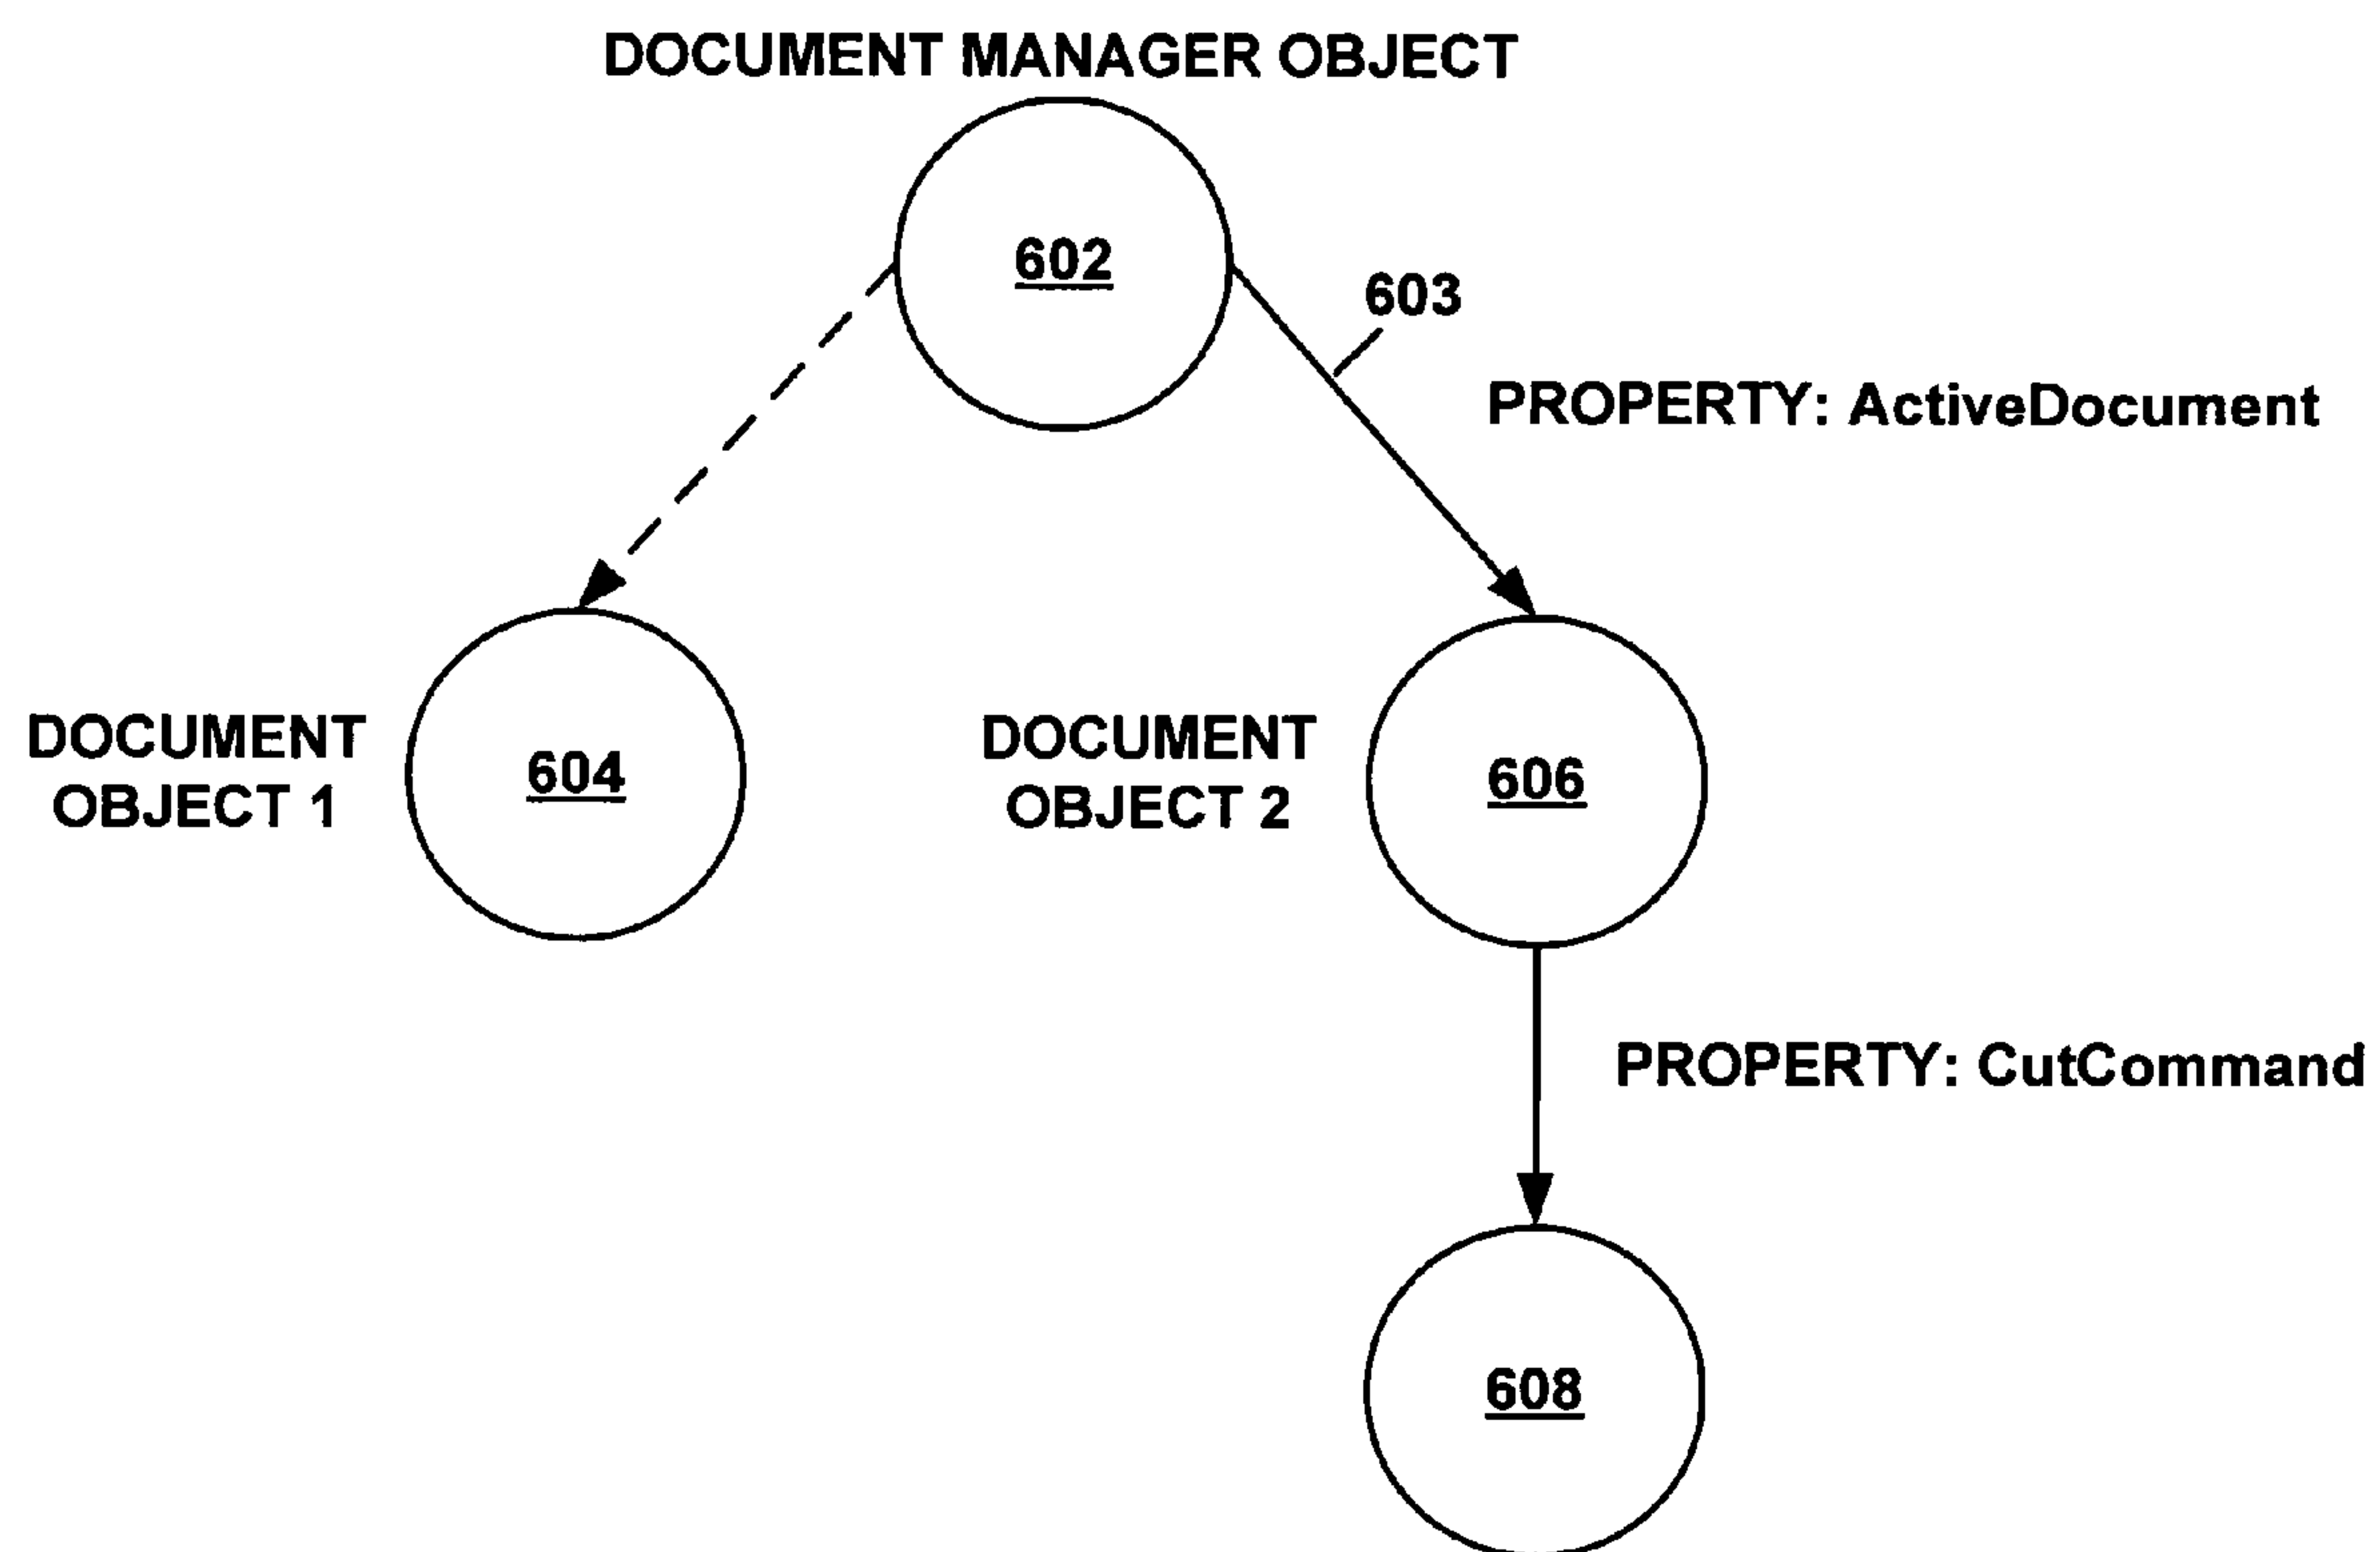 DOCUMENT MANAGER OBJECT
602
603
PROPERTY: ActiveDocument
DOCUMENT
OBJECT 1
604
DOCUMENT
OBJECT 2
606
PROPERTY: CutCommand
608